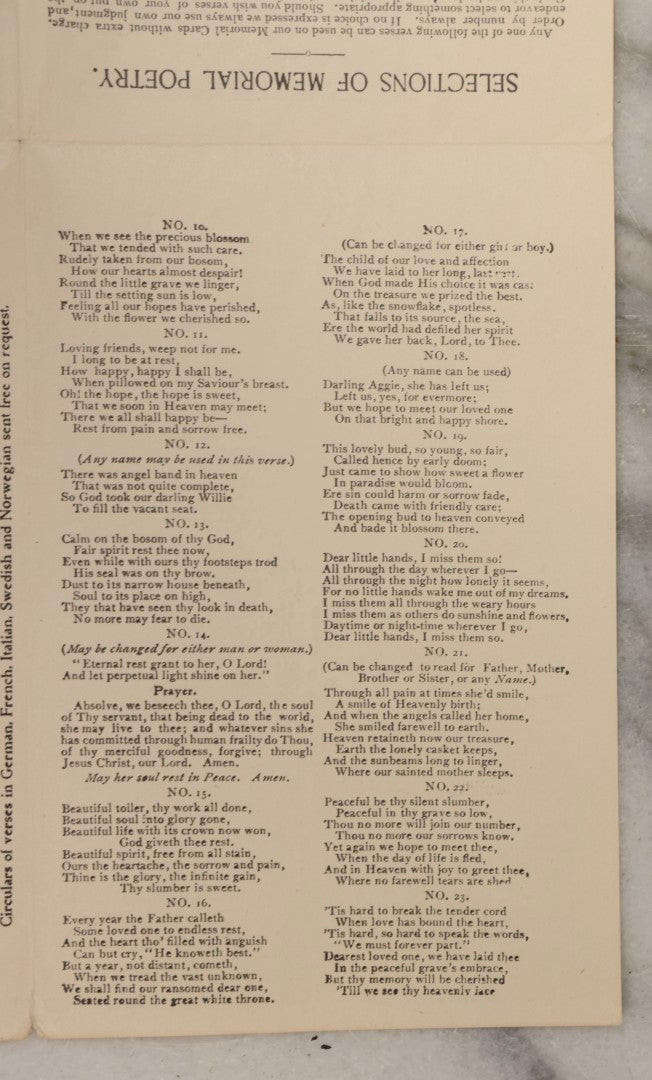 Any one of the following verses can be used on our Memorial Cards without extra charge.
Order by number always. If no choice is expressed we always use our own judgment, and
endeavor to select something appropriate. Should you wish verses of your own put on the
SELECTIONS OF MEMORIAL POETRY.
Circulars of verses in German, French, Italian, Swedish and Norwegian sent free on request.
NO. 10.
When we see the precious blossom
That we tended with such care,
Rudely taken from our bosom,
How our hearts almost despair!
Round the little grave we linger,
Till the setting sun is low,
Feeling all our hopes have perished,
With the flower we cherished so.
NO. 11.
Loving friends, weep not for me.
I long to be at rest,
How happy, happy I shall be,
When pillowed on my Saviour's breast.
Oh! the hope, the hope is sweet,
That we soon in Heaven may meet;
There we all shall happy be—
Rest from pain and sorrow free.
NO. 12.
(Any name may be used in this verse.)
There was angel band in heaven
That was not quite complete,
So God took our darling Willie
To fill the vacant seat.
NO. 13.
Calm on the bosom of thy God,
Fair spirit rest thee now,
Even while with ours thy footsteps trod
His seal was on thy brow.
Dust to its narrow house beneath,
Soul to its place on high,
They that have seen thy look in death,
No more may fear to die.
NO. 14.
(May be changed for either man or woman.)
"Eternal rest grant to her, O Lord!
And let perpetual light shine on her."
Prayer.
Absolve, we beseech thee, O Lord, the soul
of Thy servant, that being dead to the world,
she may live to thee; and whatever sins she
has committed through human frailty do Thou,
of thy merciful goodness, forgive; through
Jesus Christ, our Lord. Amen.
May her soul rest in Peace. Amen.
NO. 15.
Beautiful toiler, thy work all done,
Beautiful soul into glory gone,
Beautiful life with its crown now won,
God giveth thee rest.
Beautiful spirit, free from all stain,
Ours the heartache, the sorrow and pain,
Thine is the glory, the infinite gain,
Thy slumber is sweet.
NO. 16.
Every year the Father calleth
Some loved one to endless rest,
And the heart tho' filled with anguish
Can but cry, "He knoweth best."
But a year, not distant, cometh,
When we tread the vast unknown,
We shall find our ransomed dear one,
Seated round the great white throne.
NO. 17.
(Can be changed for either girl or boy.)
The child of our love and affection
We have laid to her long, last rest.
When God made His choice it was cast
On the treasure we prized the best.
As, like the snowflake, spotless,
That falls to its source, the sea,
Ere the world had defiled her spirit
We gave her back, Lord, to Thee.
NO. 18.
(Any name can be used)
Darling Aggie, she has left us;
Left us, yes, for evermore;
But we hope to meet our loved one
On that bright and happy shore.
NO. 19.
This lovely bud, so young, so fair,
Called hence by early doom;
Just came to show how sweet a flower
In paradise would bloom.
Ere sin could harm or sorrow fade,
Death came with friendly care;
The opening bud to heaven conveyed
And bade it blossom there.
NO. 20.
Dear little hands, I miss them so!
All through the day wherever I go—
All through the night how lonely it seems,
For no little hands wake me out of my dreams.
I miss them all through the weary hours
I miss them as others do sunshine and flowers,
Daytime or night-time wherever I go,
Dear little hands, I miss them so.
NO. 21.
(Can be changed to read for Father, Mother,
Brother or Sister, or any Name.)
Through all pain at times she'd smile,
A smile of Heavenly birth;
And when the angels called her home,
She smiled farewell to earth.
Heaven retaineth now our treasure,
Earth the lonely casket keeps,
And the sunbeams long to linger,
Where our sainted mother sleeps.
NO. 22.
Peaceful be thy silent slumber,
Peaceful in thy grave so low,
Thou no more will join our number,
Thou no more our sorrows know.
Yet again we hope to meet thee,
When the day of life is fled,
And in Heaven with joy to greet thee,
Where no farewell tears are shed
NO. 23.
'Tis hard to break the tender cord
When love has bound the heart,
'Tis hard, so hard to speak the words,
"We must forever part."
Dearest loved one, we have laid thee
In the peaceful grave's embrace,
But thy memory will be cherished
'Till we see thy heavenly face